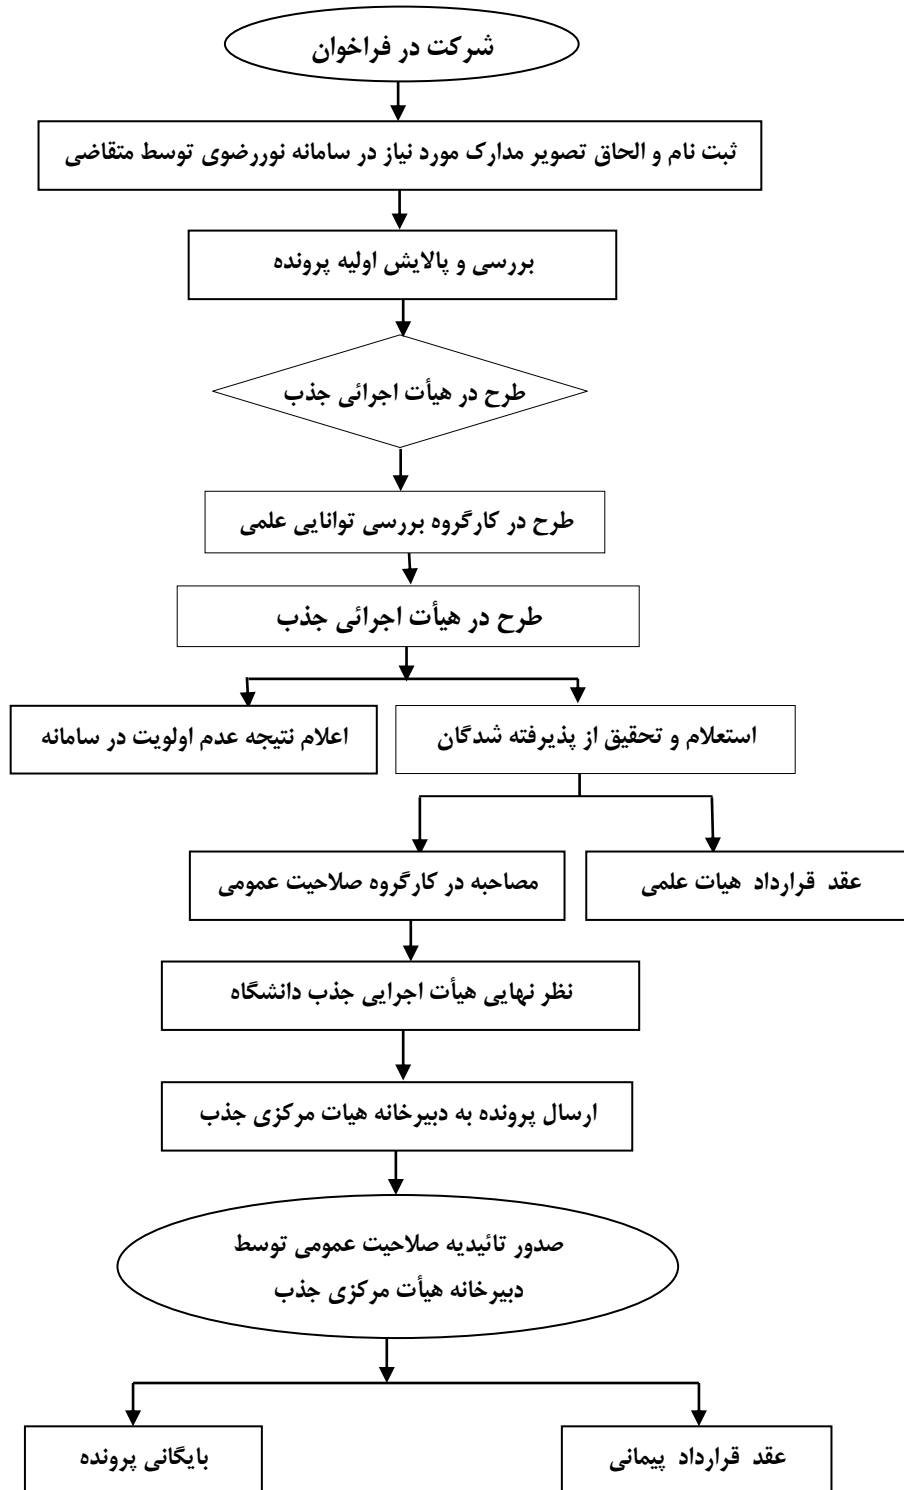 شرکت در فراخوان
ثبت نام و الحاق تصویر مدارک مورد نیاز در سامانه نوررضوی توسط متقاضی
بررسی و پالایش اولیه پرونده
طرح در هیأت اجرائی جذب
طرح در کارگروه بررسی توانایی علمی
طرح در هیأت اجرائی جذب
استعلام و تحقیق از پذیرفته شدگان
اعلام نتیجه عدم اولویت در سامانه
عقد قرارداد هیات علمی
مصاحبه در کارگروه صلاحیت عمومی
نظر نهایی هیأت اجرایی جذب دانشگاه
ارسال پرونده به دبیرخانه هیات مرکزی جذب
صدور تائیدیه صلاحیت عمومی توسط
دبیرخانه هیأت مرکزی جذب
عقد قرارداد پیمانی
بایگانی پرونده